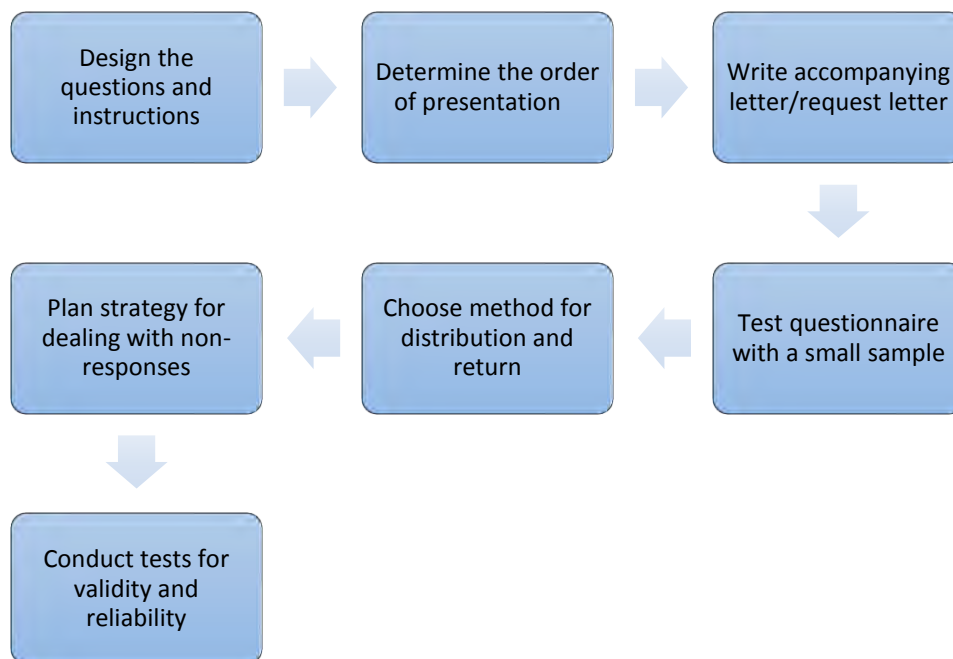 Design the
questions and
instructions
Determine the order
of presentation
Write accompanying
letter/request letter
Test questionnaire
with a small sample
Choose method for
distribution and
return
Plan strategy for
dealing with non-
responses
Conduct tests for
validity and
reliability